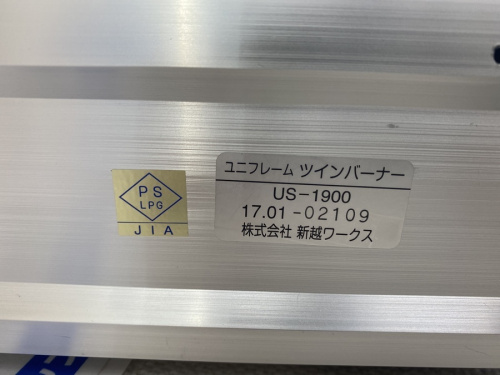 PS
LPG
JIA
ユニフレーム ツインバーナー
US-1900
17.01-02109
株式会社 新越ワークス